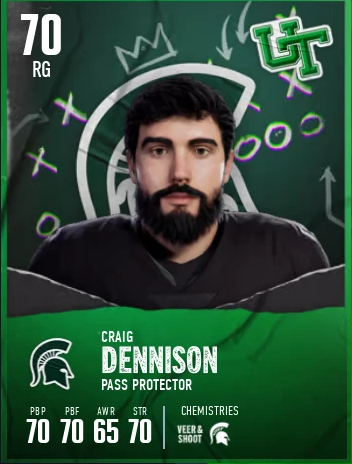 70
RG
UT
CRAIG
DENNISON
PASS PROTECTOR
PBP PBF AWR STR
70 70 65 70
CHEMISTRIES
VEER &
SHOOT